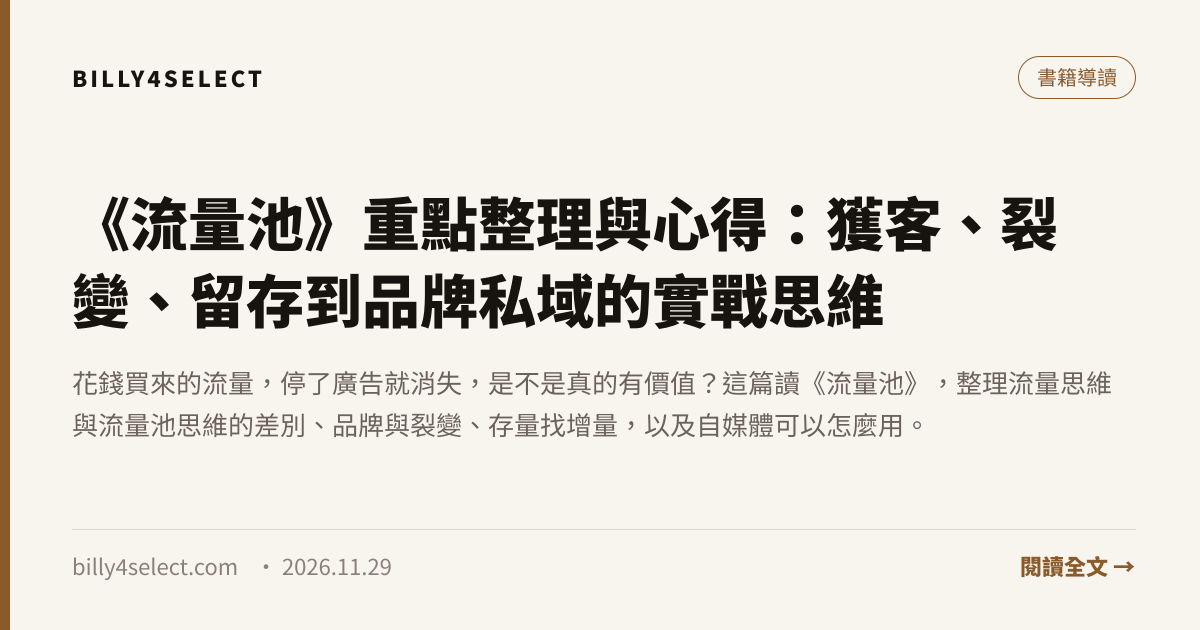 BILLY4SELECT
書籍導讀
《流量池》重點整理與心得：獲客、裂
變、留存到品牌私域的實戰思維
花錢買來的流量，停了廣告就消失，是不是真的有價值？這篇讀《流量池》，整理流量思維
與流量池思維的差別、品牌與裂變、存量找增量，以及自媒體可以怎麼用。
billy4select.com ・ 2026.11.29
閱讀全文 →